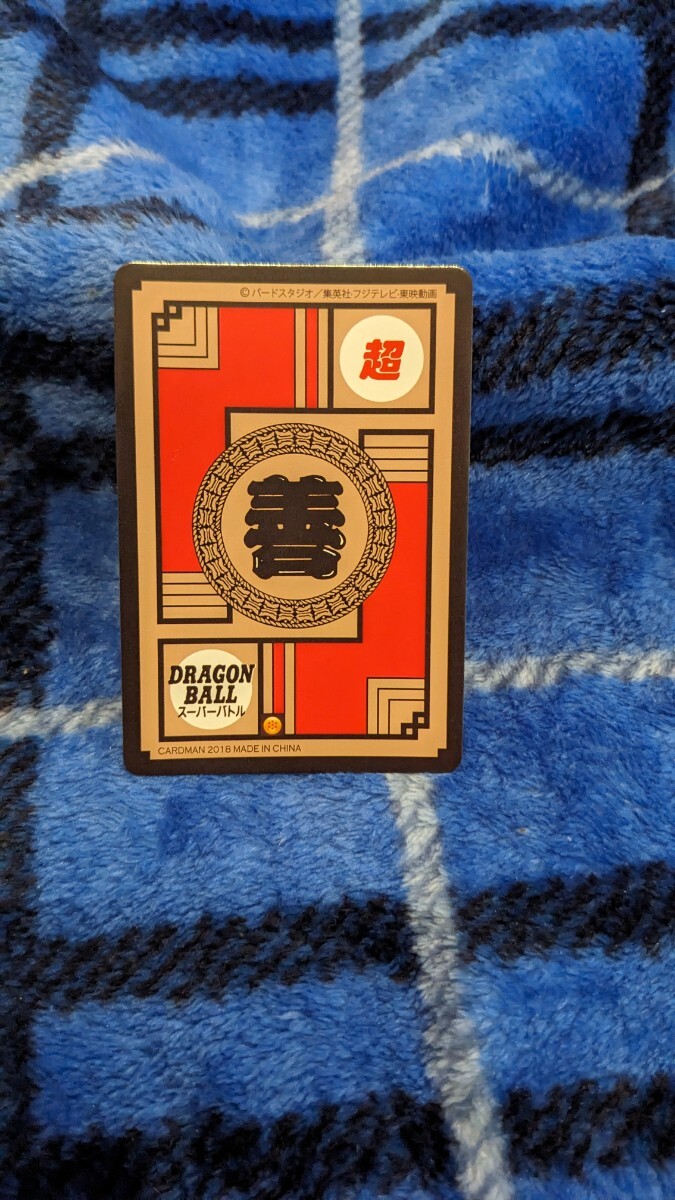 © バードスタジオ／集英社・フジテレビ・東映動画
超
善
DRAGON
BALL
スーパーバトル
CARDMAN 2018 MADE IN CHINA